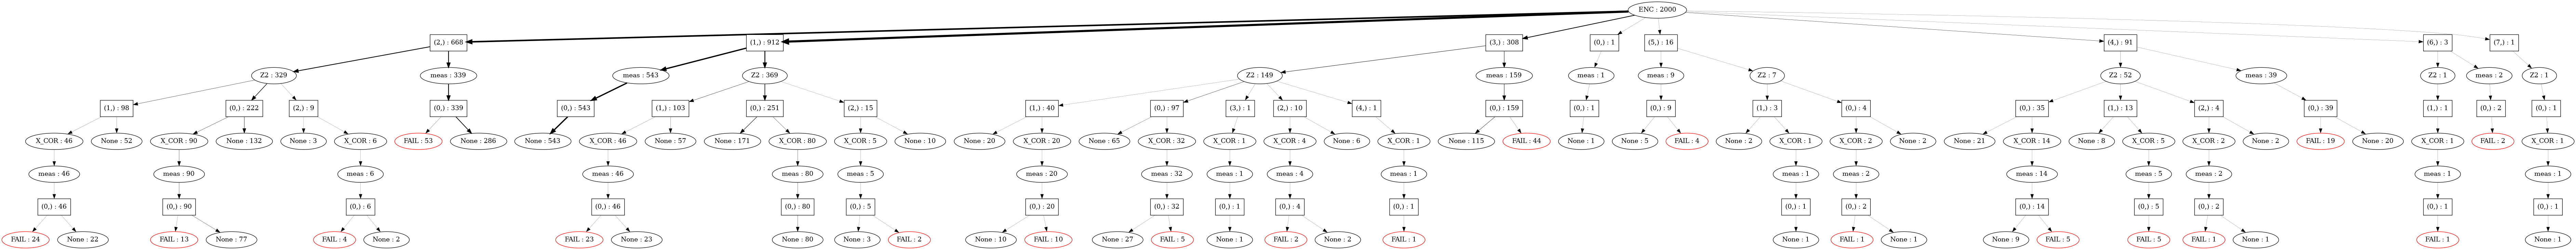 ENC : 2000
(2,) : 668
(1,) : 912
(3,) : 308
(0,) : 1
(5,) : 16
(4,) : 91
(6,) : 3
(7,) : 1
Z2 : 329
meas : 339
meas : 543
Z2 : 369
Z2 : 149
meas : 159
meas : 1
meas : 9
Z2 : 7
Z2 : 52
meas : 39
Z2 : 1
meas : 2
Z2 : 1
(1,) : 98
(0,) : 222
(2,) : 9
(0,) : 339
(0,) : 543
(1,) : 103
(0,) : 251
(2,) : 15
(1,) : 40
(0,) : 97
(3,) : 1
(2,) : 10
(4,) : 1
(0,) : 159
(0,) : 1
(0,) : 9
(1,) : 3
(0,) : 4
(0,) : 35
(1,) : 13
(2,) : 4
(0,) : 39
(1,) : 1
(0,) : 2
(0,) : 1
X_COR : 46
None : 52
X_COR : 90
None : 132
None : 3
X_COR : 6
FAIL : 53
None : 286
None : 543
X_COR : 46
None : 57
None : 171
X_COR : 80
X_COR : 5
None : 10
None : 20
X_COR : 20
None : 65
X_COR : 32
X_COR : 1
X_COR : 4
None : 6
X_COR : 1
None : 115
FAIL : 44
None : 1
None : 5
FAIL : 4
None : 2
X_COR : 1
X_COR : 2
None : 2
None : 21
X_COR : 14
None : 8
X_COR : 5
X_COR : 2
None : 2
FAIL : 19
None : 20
X_COR : 1
FAIL : 2
X_COR : 1
meas : 46
meas : 90
meas : 6
meas : 46
meas : 80
meas : 5
meas : 20
meas : 32
meas : 1
meas : 4
meas : 1
meas : 1
meas : 2
meas : 14
meas : 5
meas : 2
meas : 1
meas : 1
(0,) : 46
(0,) : 90
(0,) : 6
(0,) : 46
(0,) : 80
(0,) : 5
(0,) : 20
(0,) : 32
(0,) : 1
(0,) : 4
(0,) : 1
(0,) : 1
(0,) : 2
(0,) : 14
(0,) : 5
(0,) : 2
(0,) : 1
(0,) : 1
FAIL : 24
None : 22
FAIL : 13
None : 77
FAIL : 4
None : 2
FAIL : 23
None : 23
None : 80
None : 3
FAIL : 2
None : 10
FAIL : 10
None : 27
FAIL : 5
None : 1
FAIL : 2
None : 2
FAIL : 1
None : 1
FAIL : 1
None : 1
None : 9
FAIL : 5
FAIL : 5
FAIL : 1
None : 1
FAIL : 1
None : 1